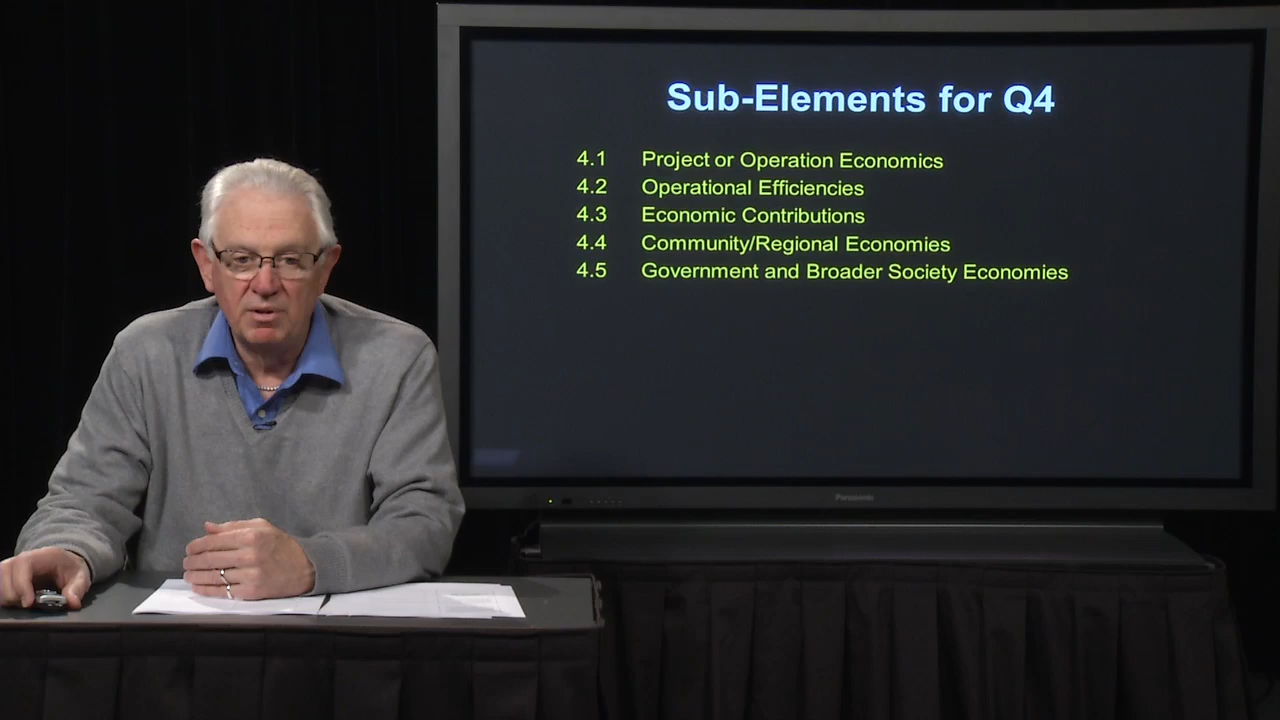 Sub-Elements for Q4
4.1 Project or Operation Economics
4.2 Operational Efficiencies
4.3 Economic Contributions
4.4 Community/Regional Economies
4.5 Government and Broader Society Economies
Panasonic